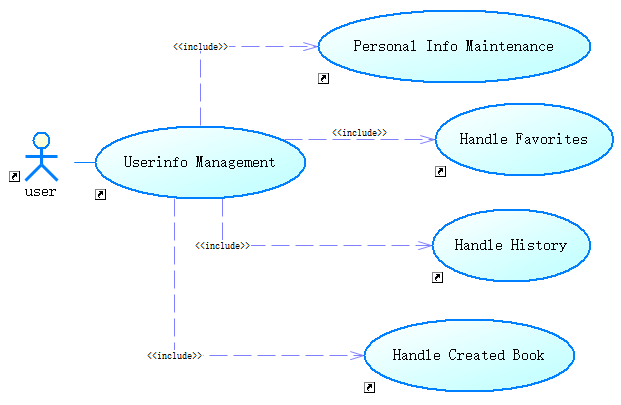 <<include>>
Personal Info Maintenance
<<include>>
Handle Favorites
Userinfo Management
user
<<include>>
Handle History
<<include>>
Handle Created Book